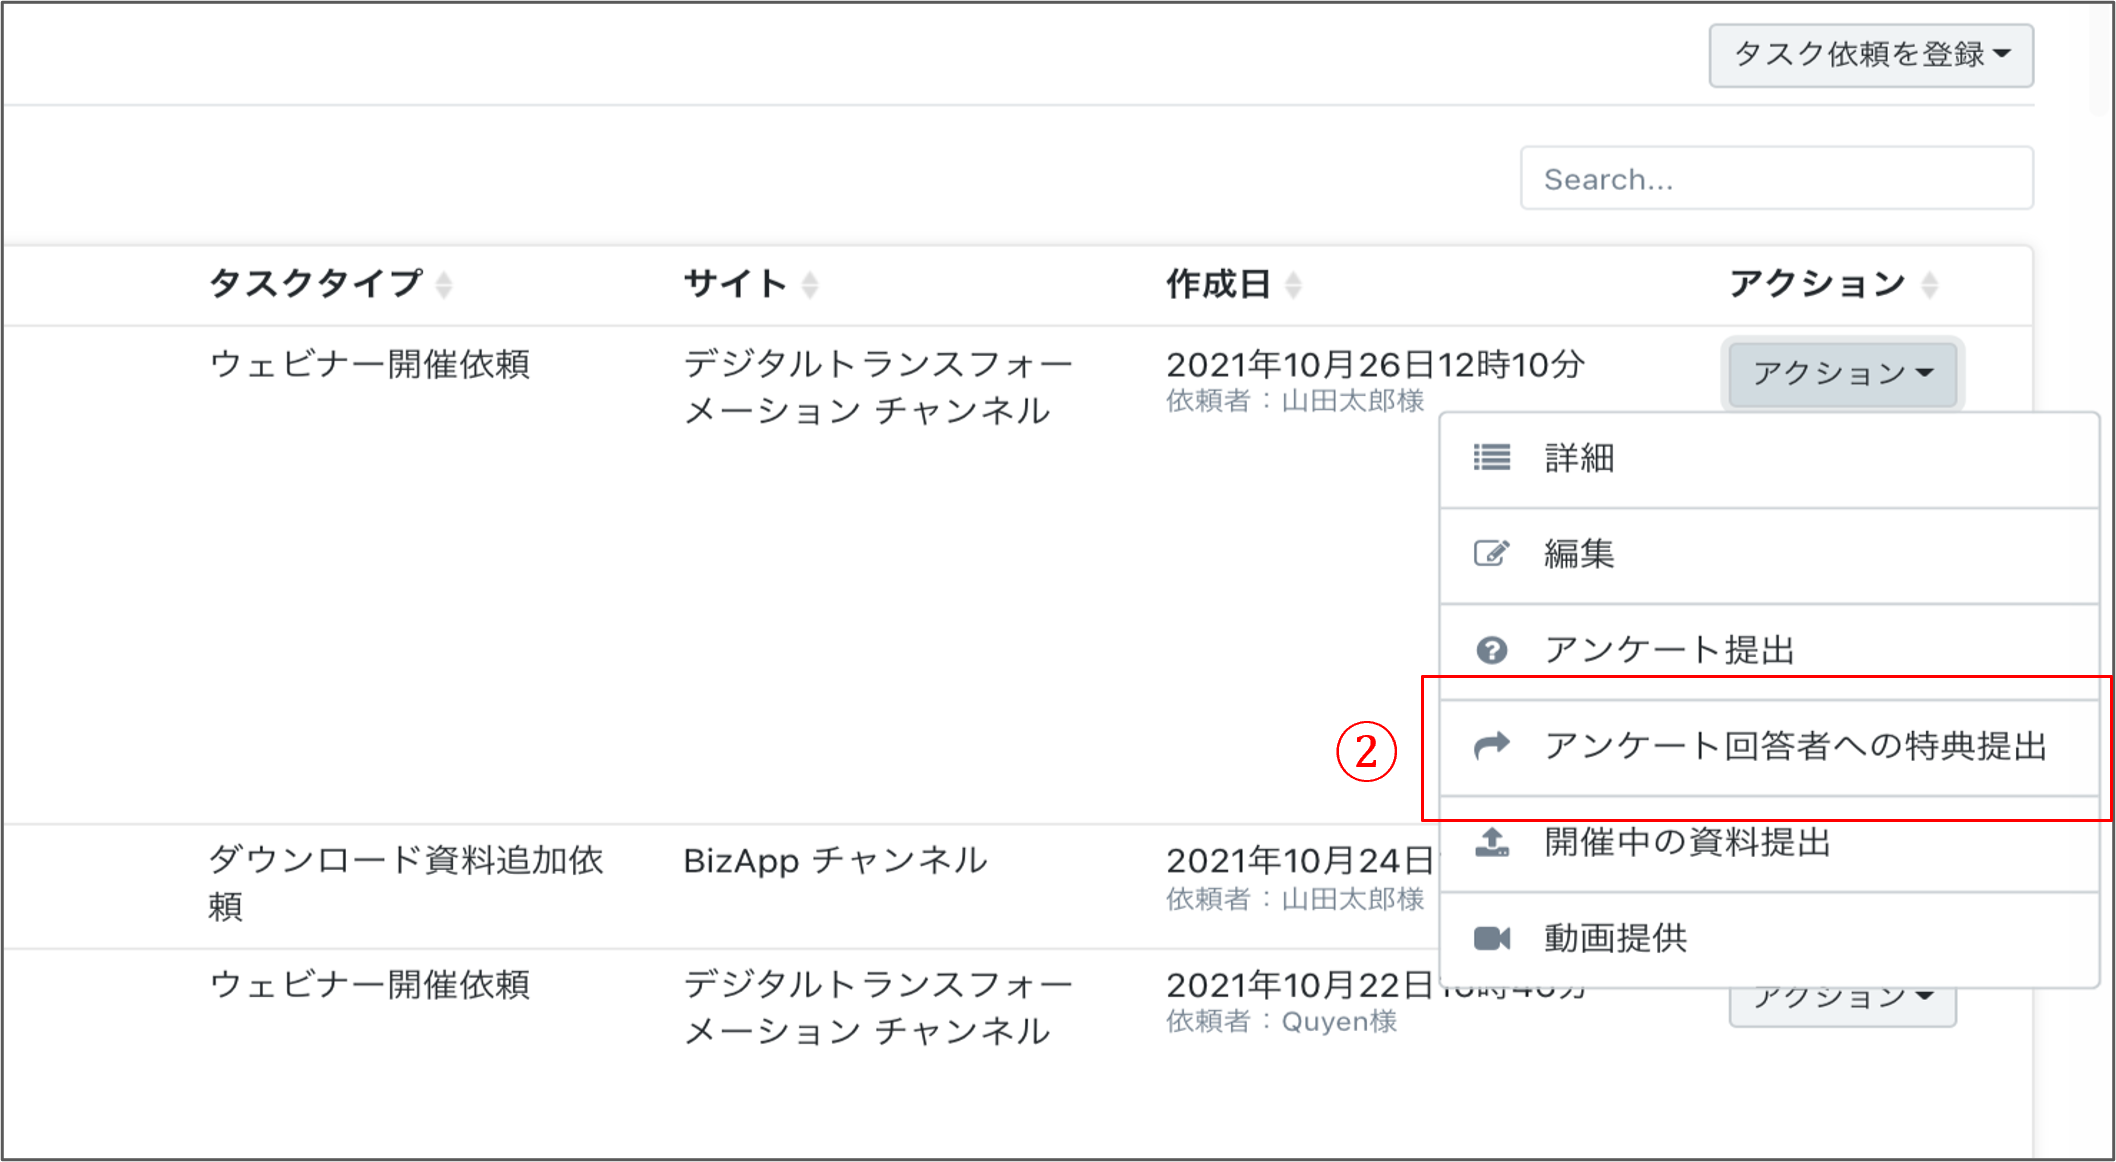 タスク依頼を登録
Search...
タスクタイプ サイト 作成日 アクション
ウェビナー開催依頼
デジタルトランスフォー
メーション チャンネル
2021年10月26日12時10分
依頼者：山田太郎様
アクション
詳細
編集
アンケート提出
②
アンケート回答者への特典提出
開催中の資料提出
動画提供
ダウンロード資料追加依
頼
BizApp チャンネル
2021年10月24日
依頼者：山田太郎様
ウェビナー開催依頼
デジタルトランスフォー
メーション チャンネル
2021年10月22日
依頼者：Quyen様
アクション